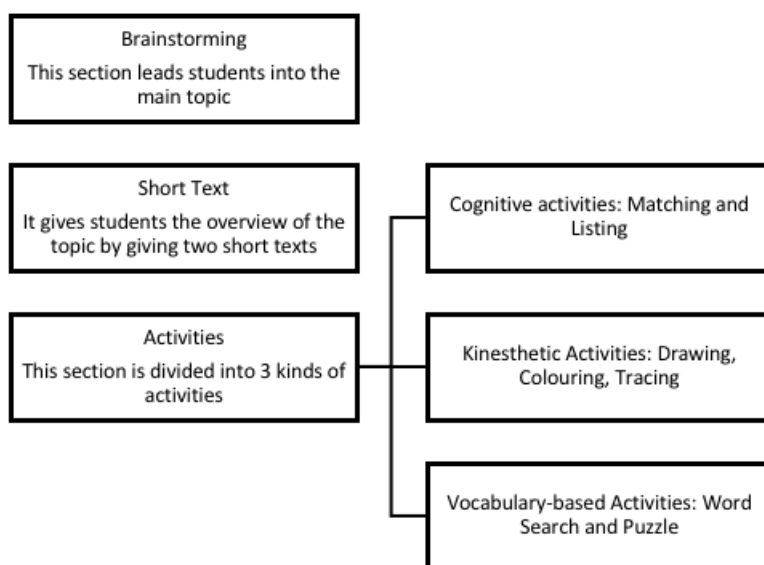 Brainstorming
This section leads students into the
main topic
Short Text
It gives students the overview of the
topic by giving two short texts
Activities
This section is divided into 3 kinds of
activities
Cognitive activities: Matching and
Listing
Kinesthetic Activities: Drawing,
Colouring, Tracing
Vocabulary-based Activities: Word
Search and Puzzle